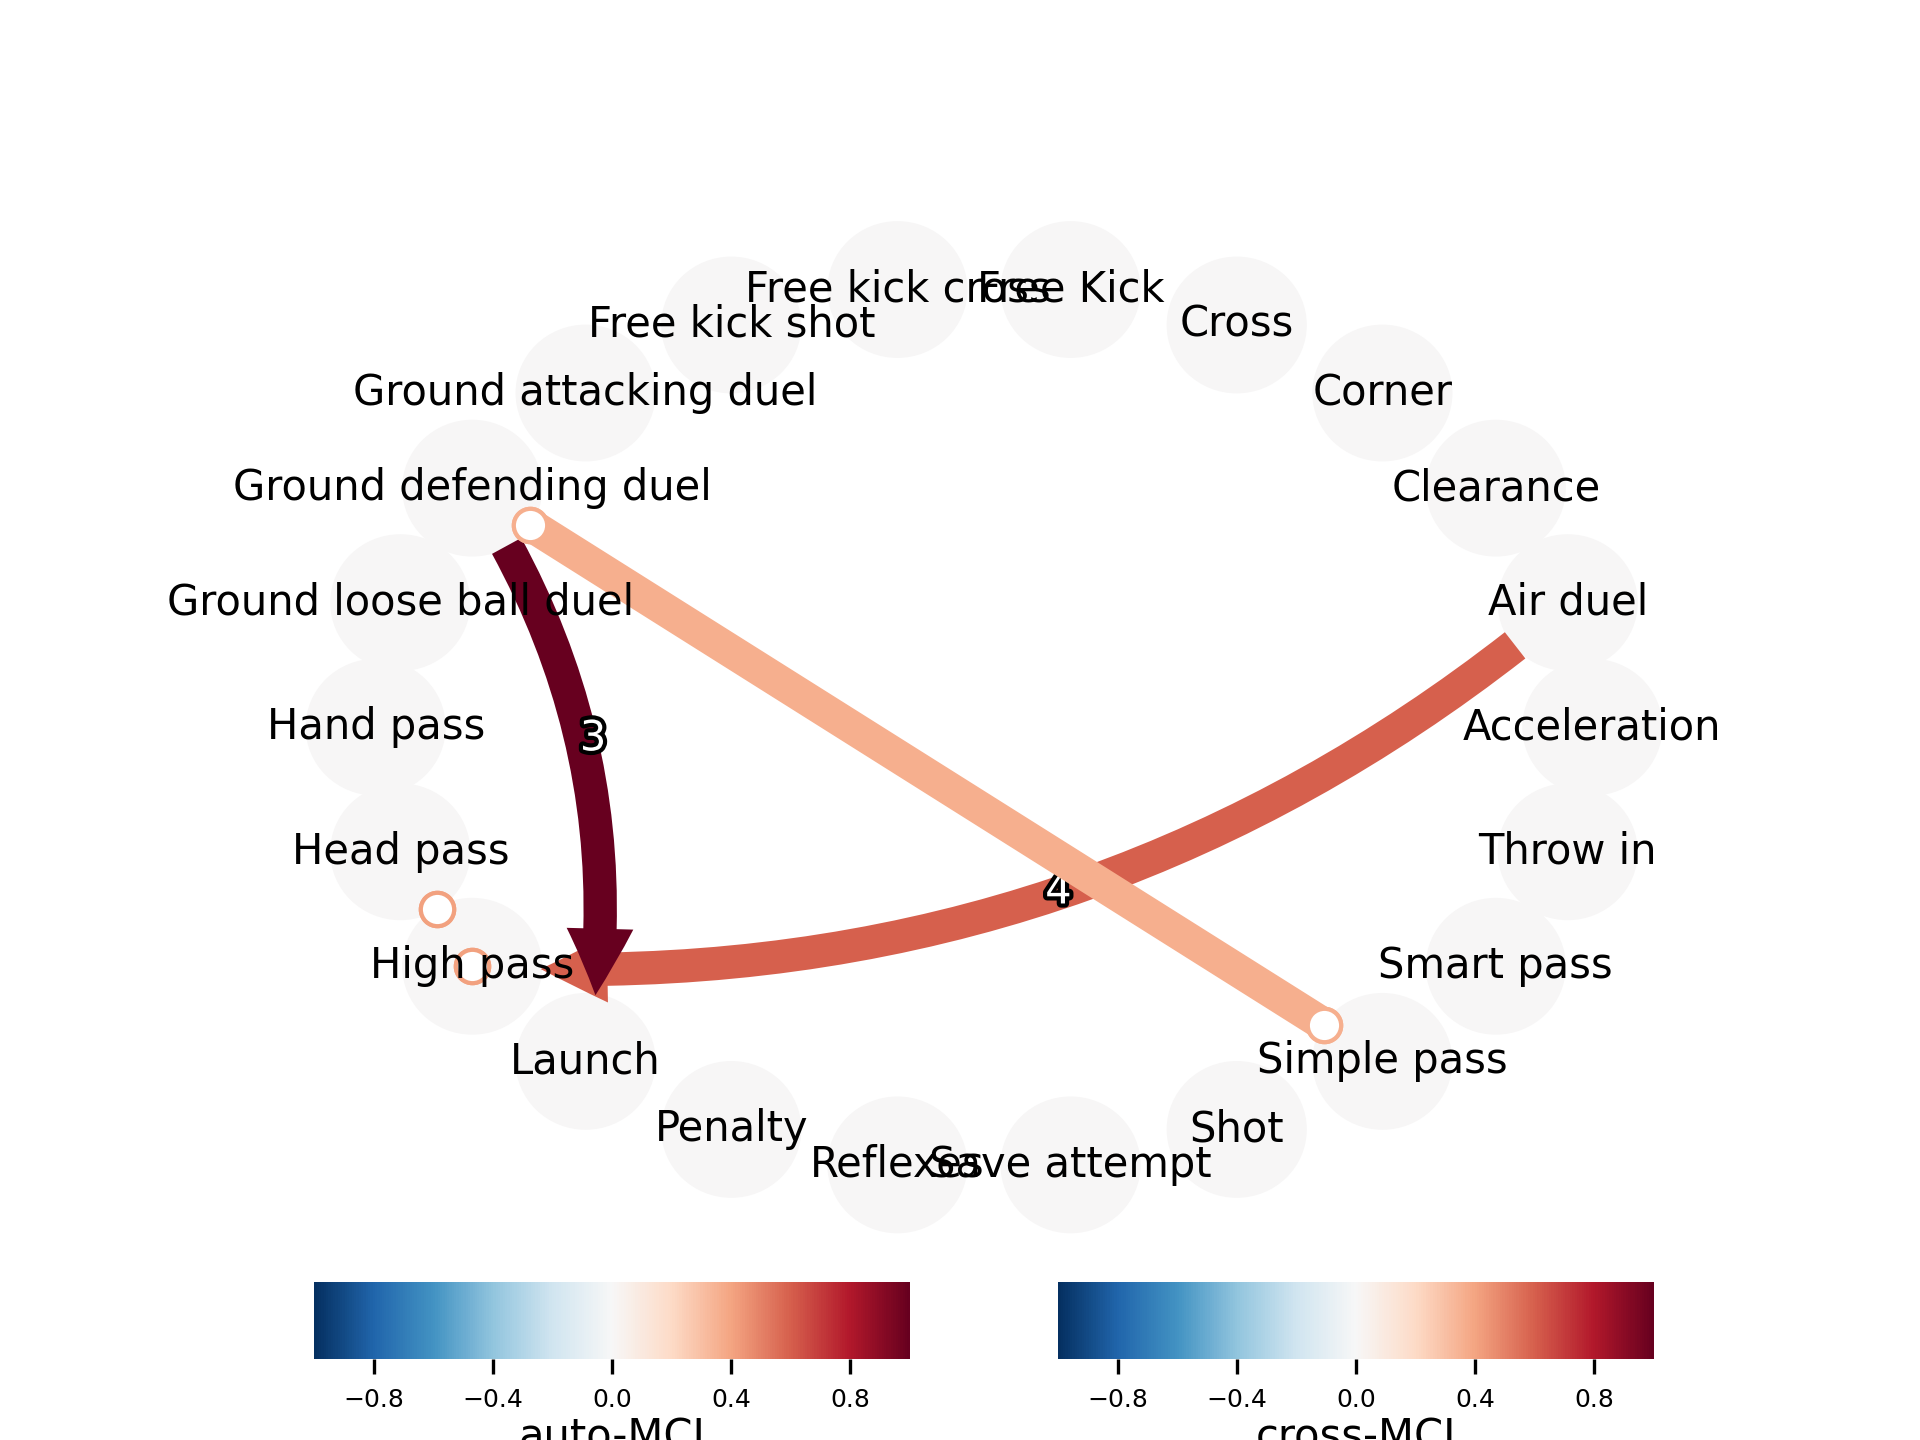 Free kick cross
Free Kick
Free kick shot
Cross
Ground attacking duel
Corner
Ground defending duel
Clearance
Ground loose ball duel
Air duel
3
Hand pass
Acceleration
Head pass
Throw in
4
High pass
Smart pass
Launch
Simple pass
Penalty
Shot
Reflexes
Save attempt
−0.8 −0.4 0.0 0.4 0.8
−0.8 −0.4 0.0 0.4 0.8
auto-MCI
cross-MCI